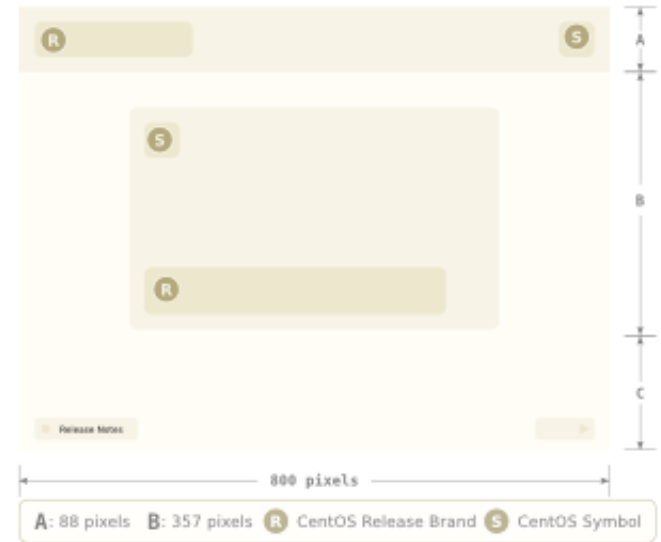 R
S
A
S
B
R
C
Release Notes
800 pixels
A: 88 pixels B: 357 pixels R CentOS Release Brand S CentOS Symbol